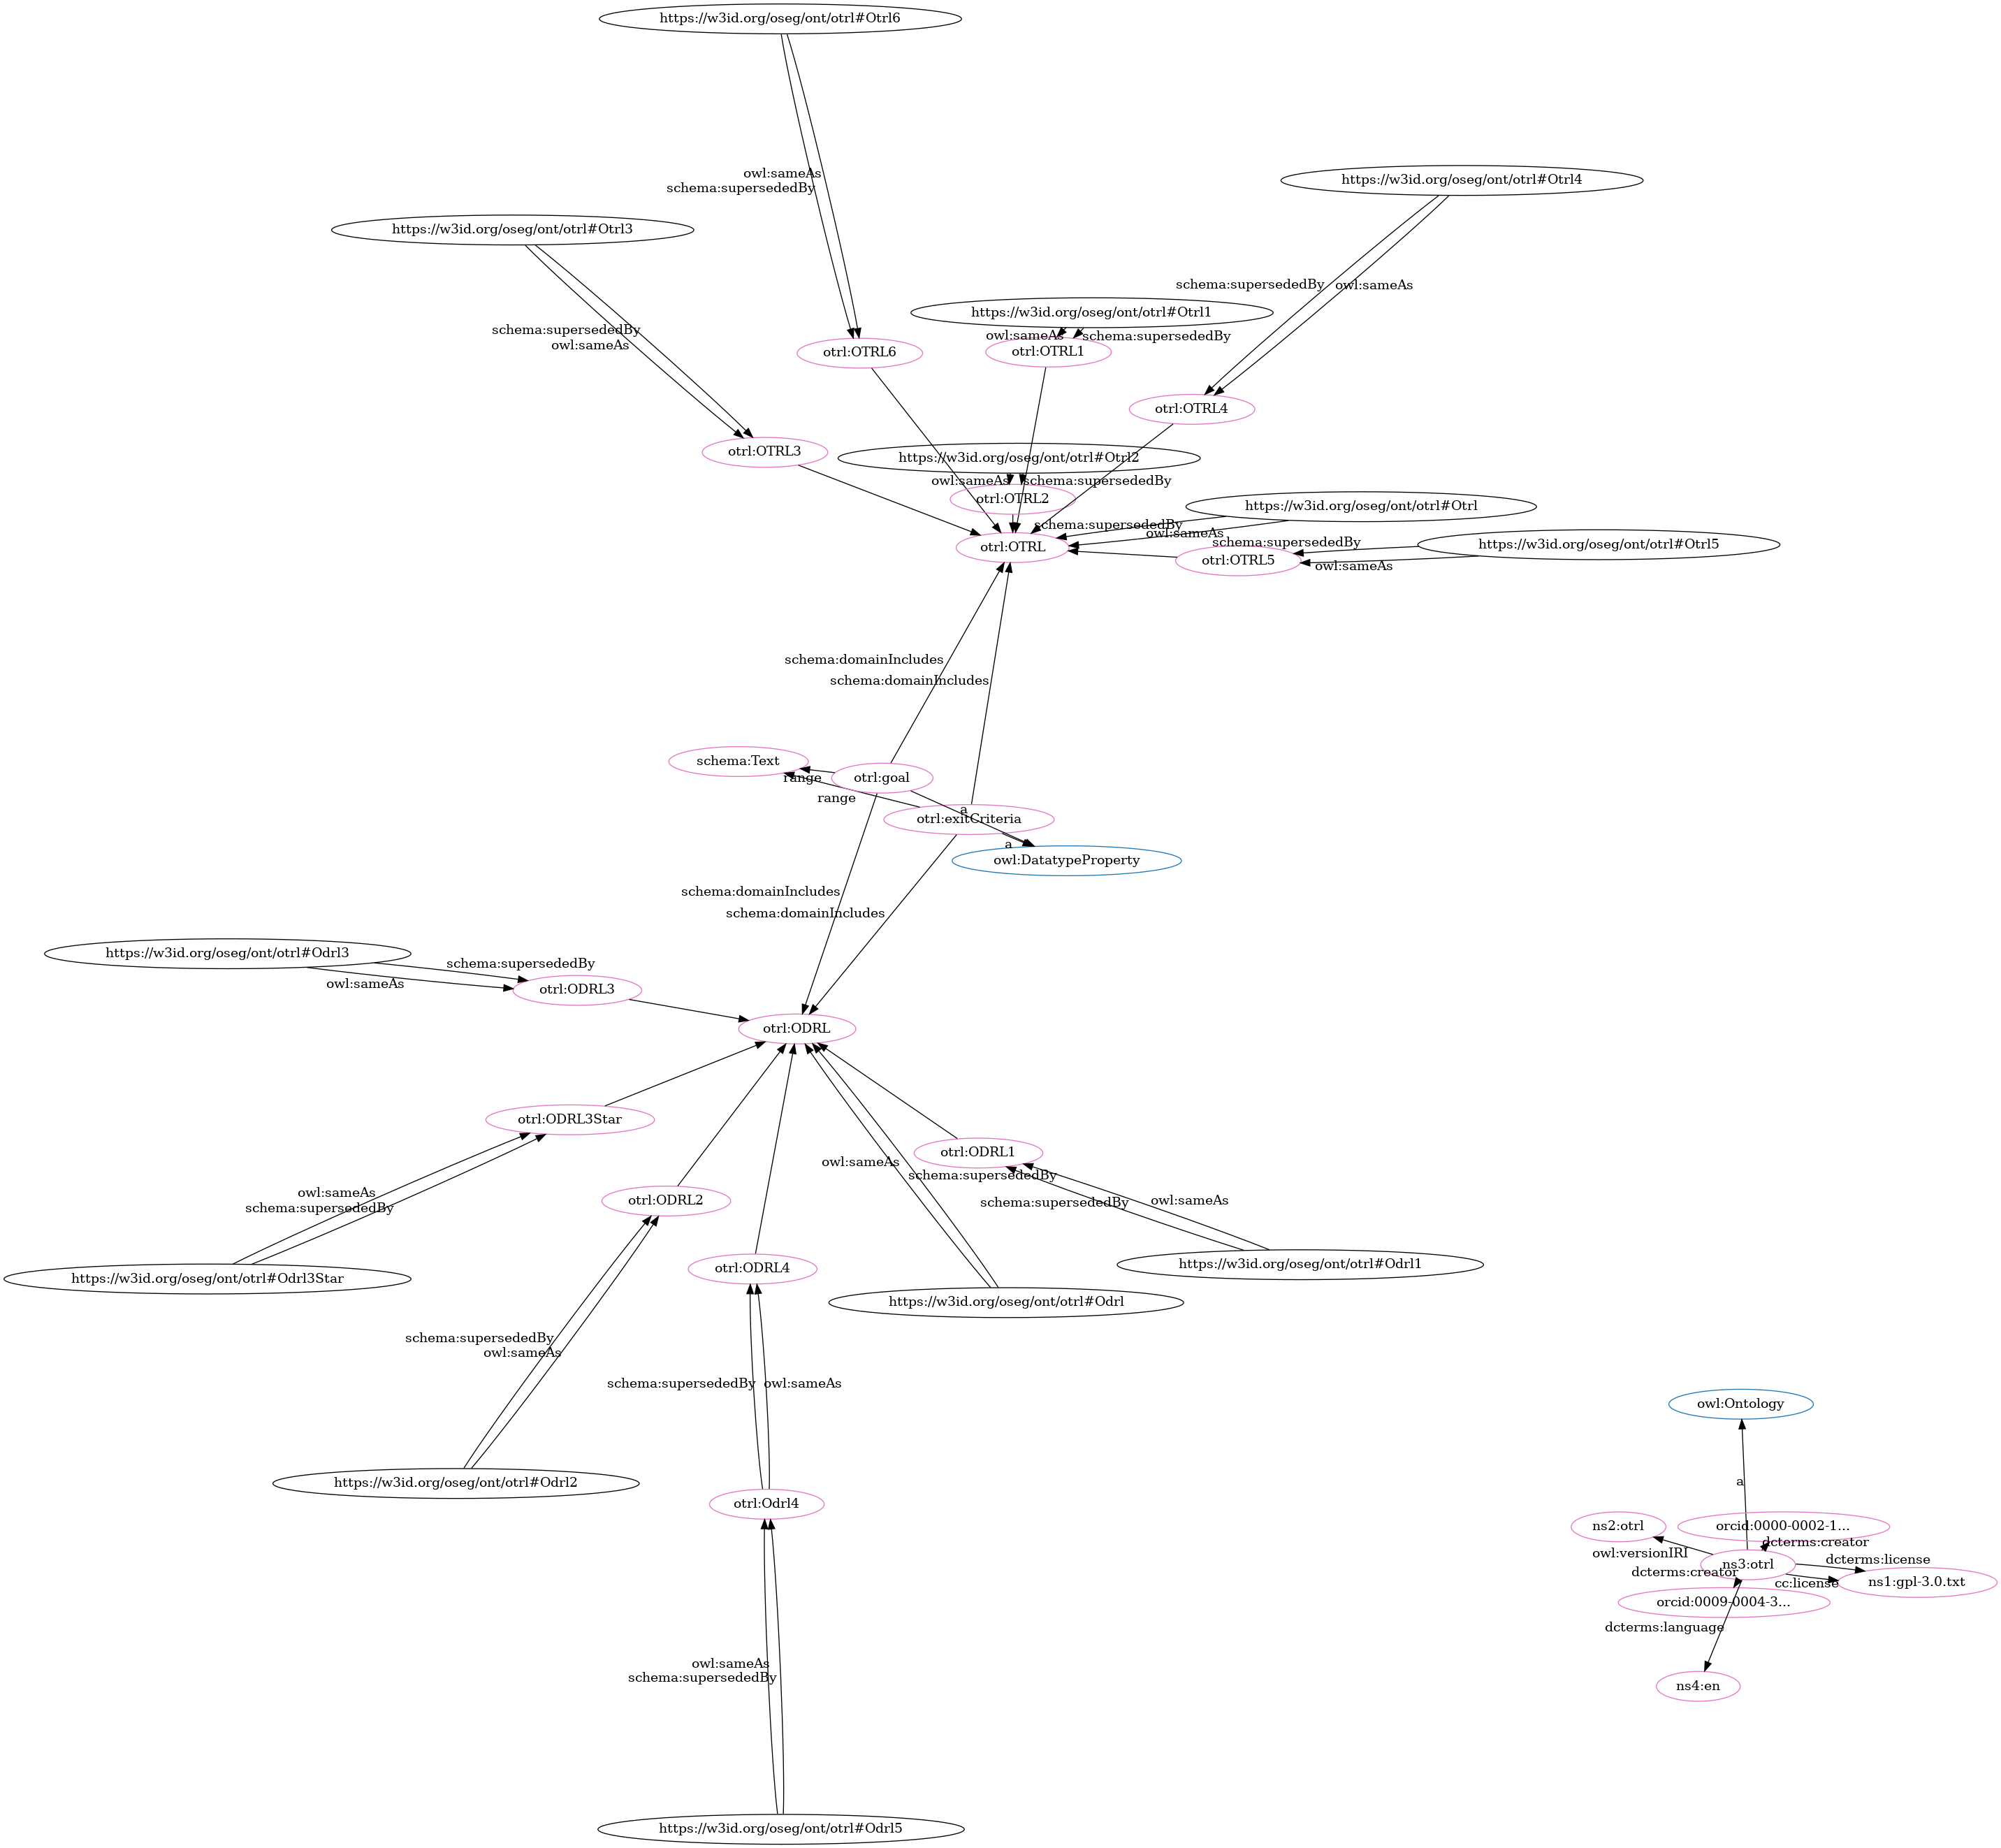 https://w3id.org/oseg/ont/otrl#Otrl6
owl:sameAs
schema:supersededBy
https://w3id.org/oseg/ont/otrl#Otrl4
https://w3id.org/oseg/ont/otrl#Otrl3
schema:supersededBy
owl:sameAs
https://w3id.org/oseg/ont/otrl#Otrl1
schema:supersededBy
owl:sameAs
owl:sameAs
schema:supersededBy
otrl:OTRL6
otrl:OTRL1
otrl:OTRL4
otrl:OTRL3
https://w3id.org/oseg/ont/otrl#Otrl2
owl:sameAs
schema:supersededBy
otrl:OTRL2
https://w3id.org/oseg/ont/otrl#Otrl
schema:supersededBy
owl:sameAs
otrl:OTRL
schema:supersededBy
https://w3id.org/oseg/ont/otrl#Otrl5
otrl:OTRL5
owl:sameAs
schema:domainIncludes
schema:domainIncludes
schema:Text
range
otrl:goal
range
a
otrl:exitCriteria
a
owl:DatatypeProperty
schema:domainIncludes
schema:domainIncludes
https://w3id.org/oseg/ont/otrl#Odrl3
schema:supersededBy
owl:sameAs
otrl:ODRL3
otrl:ODRL
otrl:ODRL3Star
otrl:ODRL1
owl:sameAs
schema:supersededBy
owl:sameAs
schema:supersededBy
schema:supersededBy
owl:sameAs
otrl:ODRL2
otrl:ODRL4
https://w3id.org/oseg/ont/otrl#Odrl3Star
https://w3id.org/oseg/ont/otrl#Odrl1
https://w3id.org/oseg/ont/otrl#Odrl
schema:supersededBy
owl:sameAs
schema:supersededBy
owl:sameAs
https://w3id.org/oseg/ont/otrl#Odrl2
otrl:Odrl4
owl:Ontology
a
ns2:otrl
orcid:0000-0002-1...
dcterms:creator
owl:versionIRI
ns3:otrl
dcterms:license
dcterms:creator
cc:license
ns1:gpl-3.0.txt
orcid:0009-0004-3...
dcterms:language
ns4:en
owl:sameAs
schema:supersededBy
https://w3id.org/oseg/ont/otrl#Odrl5